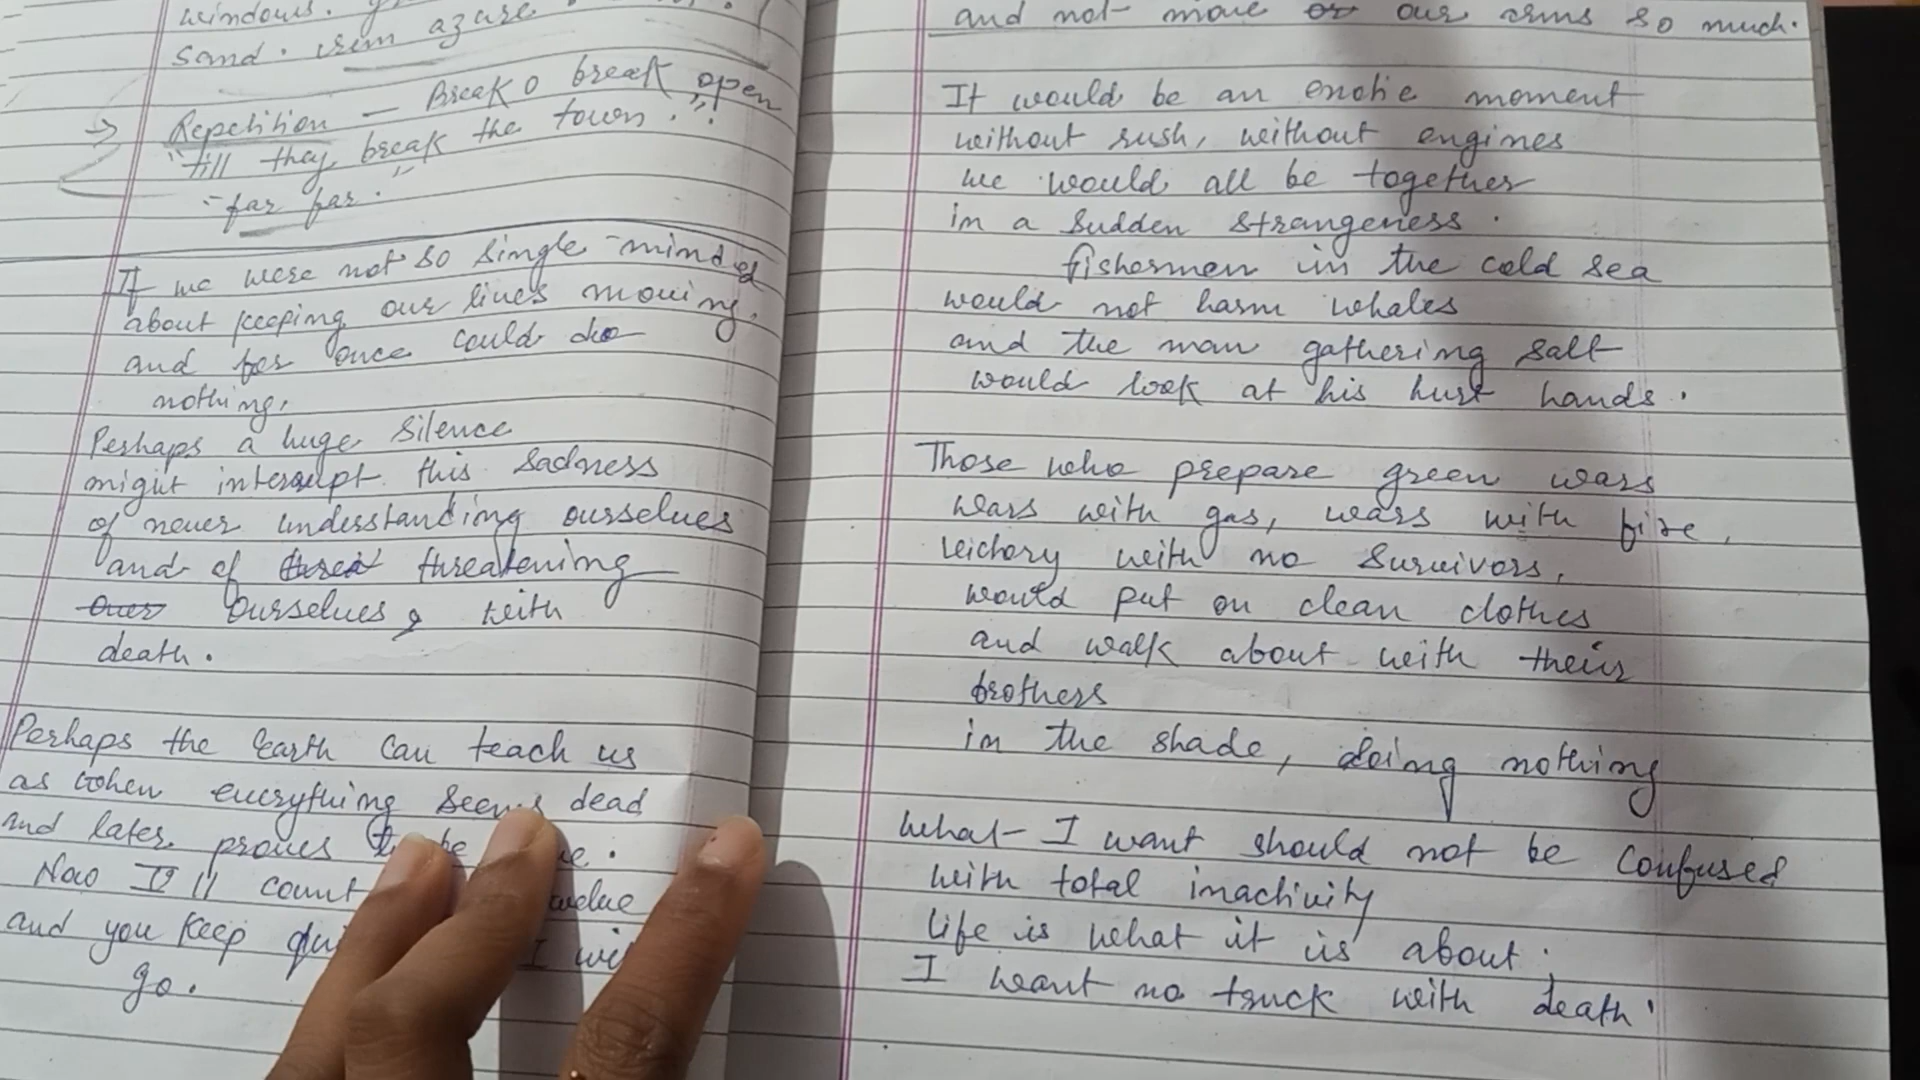 windows.
sand. rim azure.
→ Repetition — Break o break open
"till they break the town."
- far far.
If we were not so single-minded
about keeping our lives moving,
and for once could do
nothing,
Perhaps a huge silence
might interrupt this sadness
of never understanding ourselves
and of threat threatening
ourselves, with
death.
Perhaps the Earth can teach us
as when everything seems dead
and later proves to be
Now I'll count
and you keep I
go.
and not move or our arms so much.
It would be an exotic moment
without rush, without engines
we would all be together
in a sudden strangeness.
fishermen in the cold sea
would not harm whales
and the man gathering salt
would look at his hurt hands.
Those who prepare green wars
wars with gas, wars with fire,
victory with no survivors,
would put on clean clothes
and walk about with their
brothers
in the shade, doing nothing
What I want should not be confused
with total inactivity
life is what it is about;
I want no truck with death.